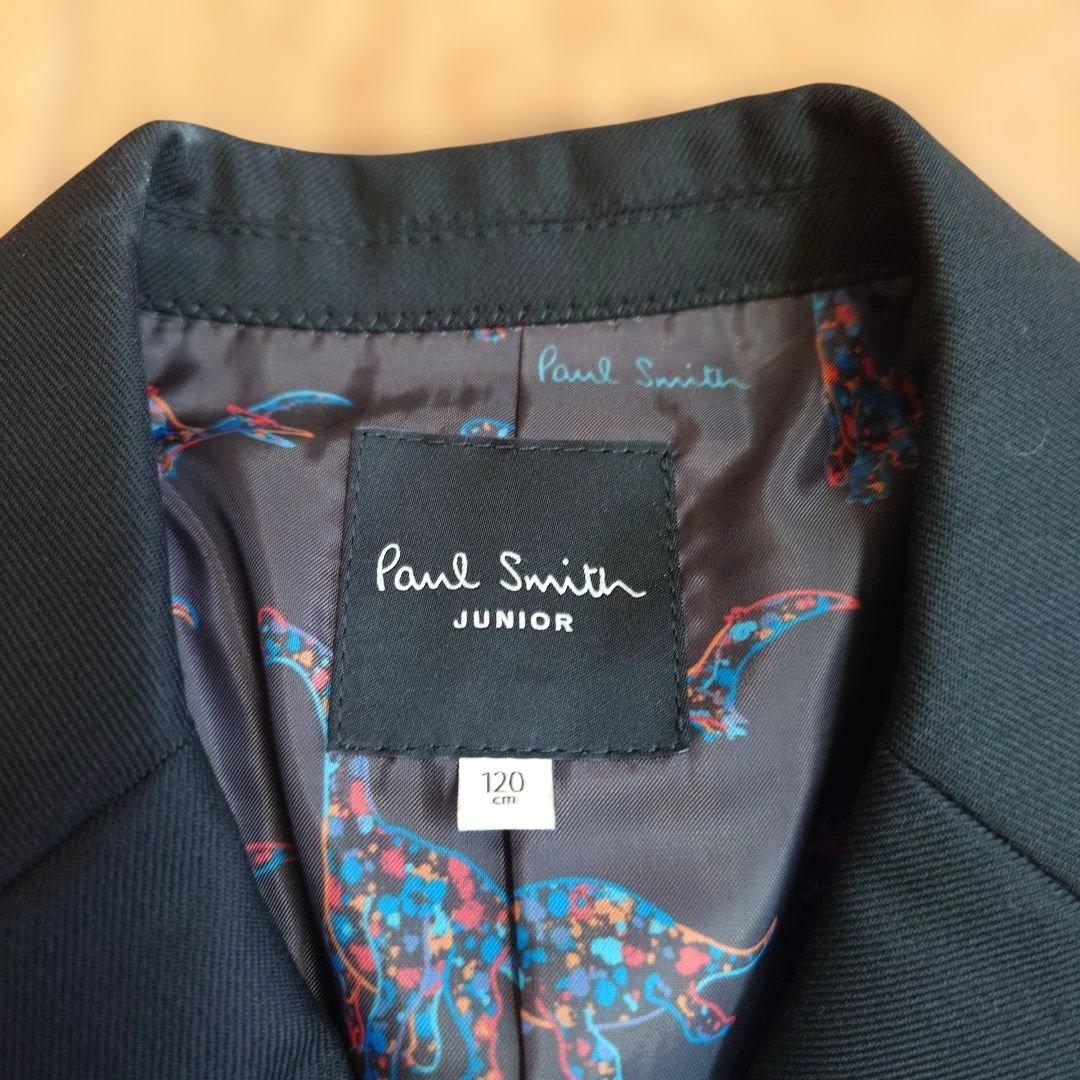 Paul Smith
Paul Smith
JUNIOR
120
cm